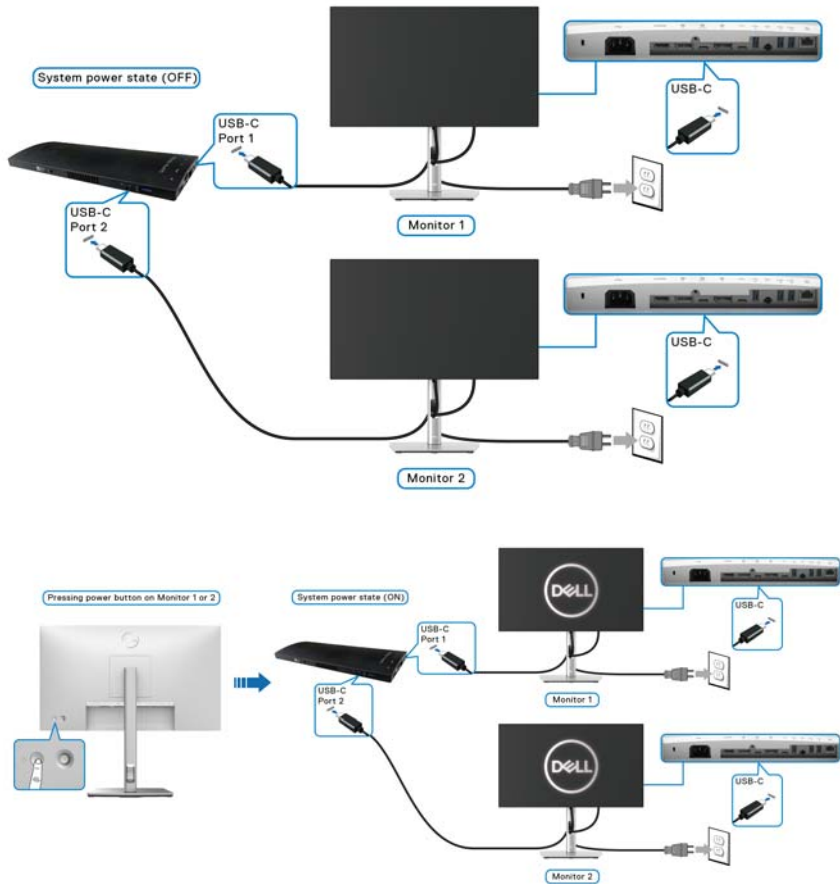 System power state (OFF)
USB-C
Port 1
USB-C
Monitor 1
USB-C
Port 2
USB-C
Monitor 2
Pressing power button on Monitor 1 or 2
System power state (ON)
DELL
USB-C
Port 1
USB-C
Monitor 1
USB-C
Port 2
DELL
USB-C
Monitor 2